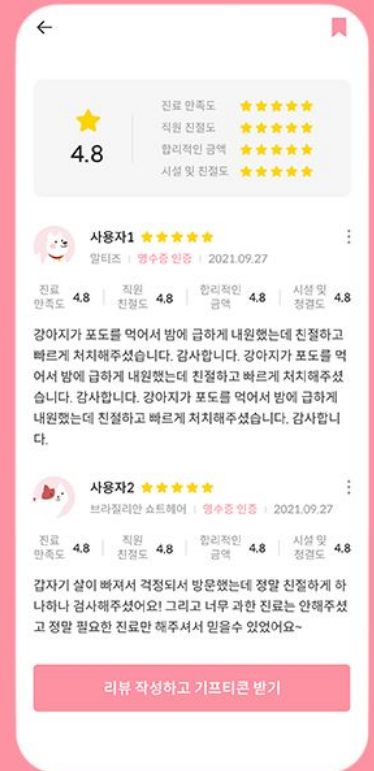 진료 만족도
직원 친절도
4.8
합리적인 금액
시설 및 친절도
사용자1
말티즈 | 영수증 인증 | 2021.09.27
진료 만족도 4.8 | 직원 친절도 4.8 | 합리적인 금액 4.8 | 시설 및 청결도 4.8
강아지가 포도를 먹어서 밤에 급하게 내원했는데 친절하고
빠르게 처치해주셨습니다. 감사합니다. 강아지가 포도를 먹
어서 밤에 급하게 내원했는데 친절하고 빠르게 처치해주셨
습니다. 감사합니다. 강아지가 포도를 먹어서 밤에 급하게
내원했는데 친절하고 빠르게 처치해주셨습니다. 감사합니
다.
사용자2
브라질리안 쇼트헤어 | 영수증 인증 | 2021.09.27
진료 만족도 4.8 | 직원 친절도 4.8 | 합리적인 금액 4.8 | 시설 및 청결도 4.8
갑자기 살이 빠져서 걱정되서 방문했는데 정말 친절하게 하
나하나 검사해주셨어요! 그리고 너무 과한 진료는 안해주셨
고 정말 필요한 진료만 해주셔서 믿을수 있었어요~
리뷰 작성하고 기프티콘 받기